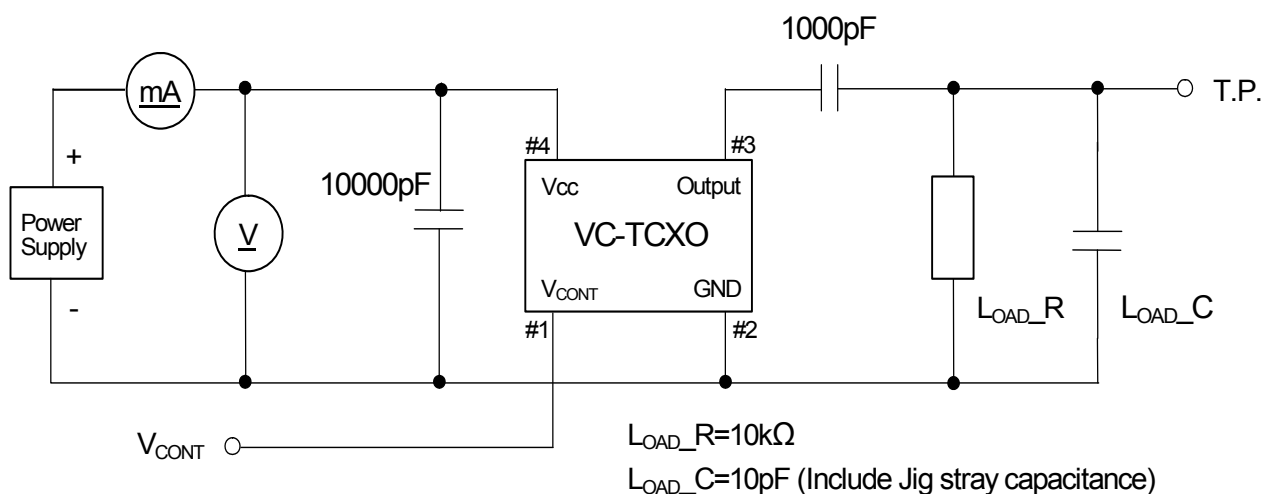 1000pF
mA
T.P.
#4
#3
+
10000pF
Vcc
Output
Power
Supply
V
VC-TCXO
-
VCONT
GND
#1
#2
LOAD_R
LOAD_C
VCONT
LOAD_R=10kΩ
LOAD_C=10pF (Include Jig stray capacitance)